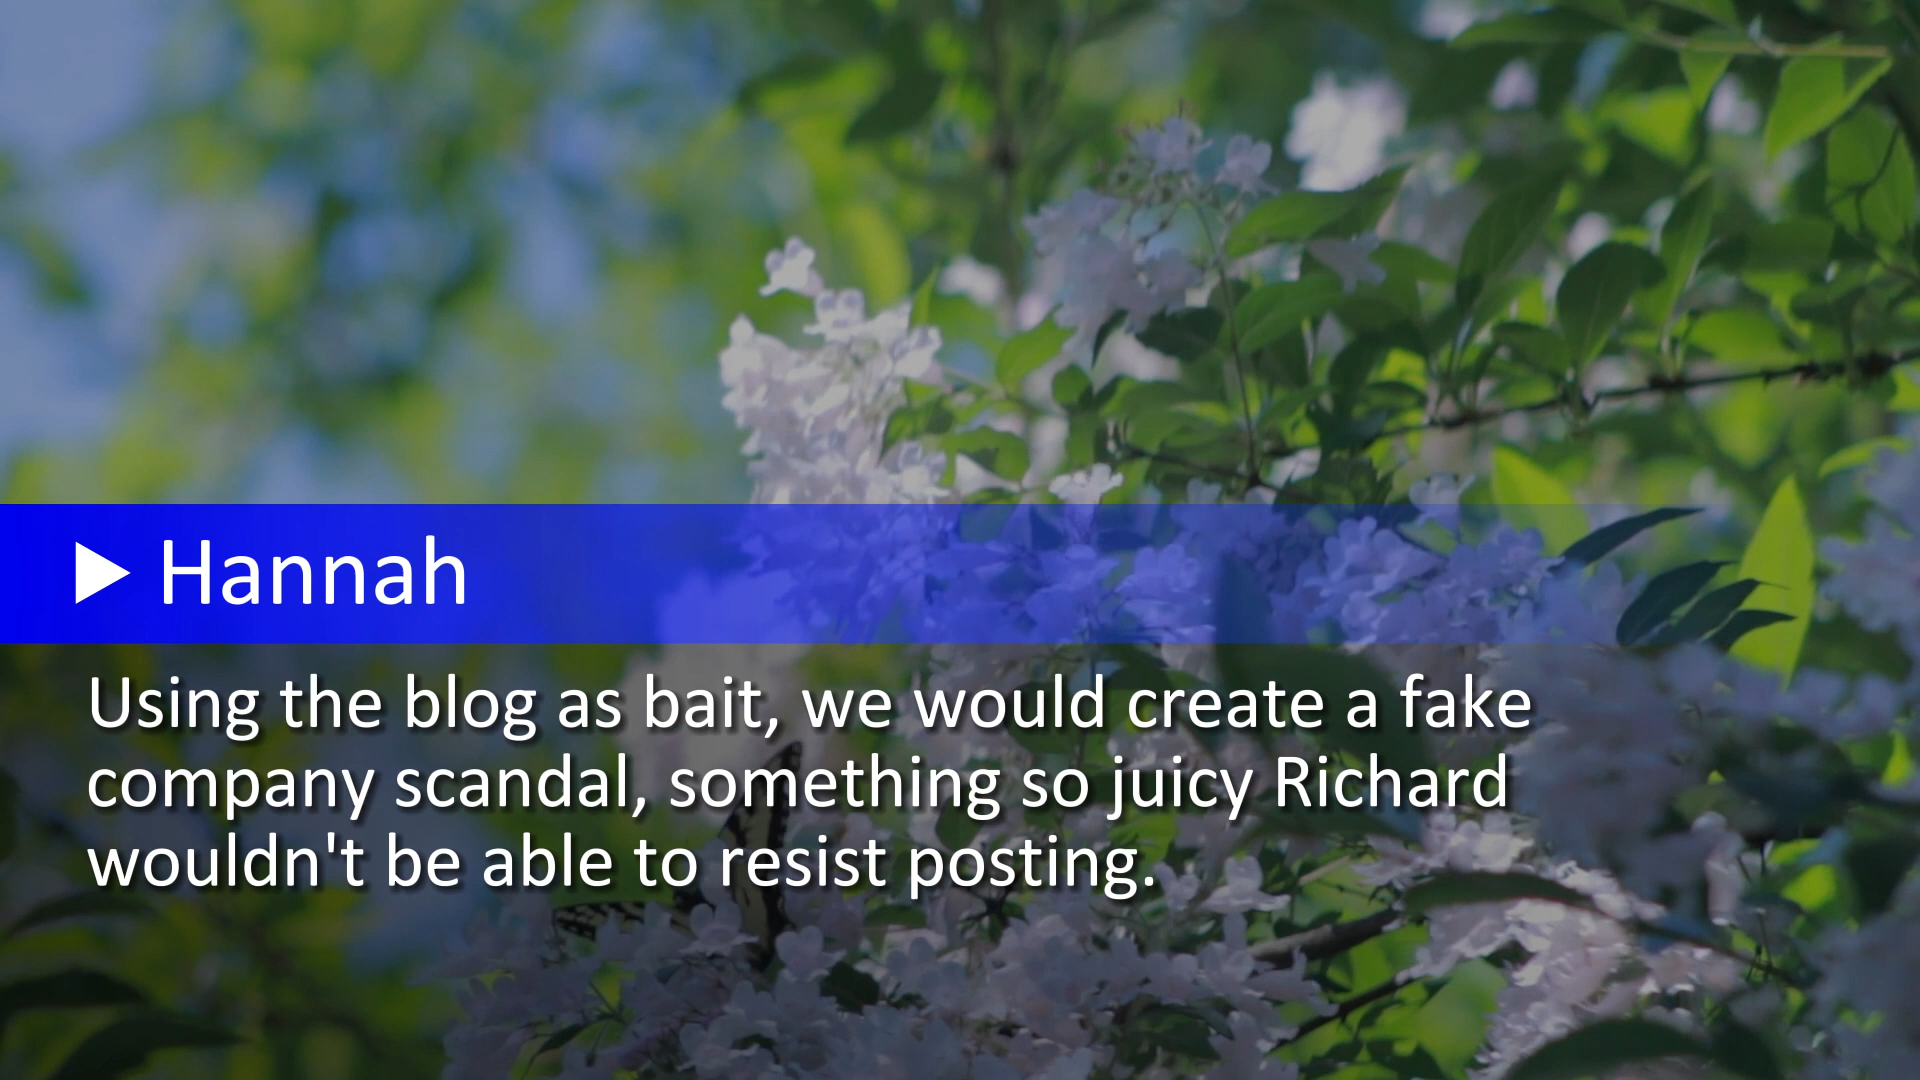 Hannah
Using the blog as bait, we would create a fake
company scandal, something so juicy Richard
wouldn't be able to resist posting.